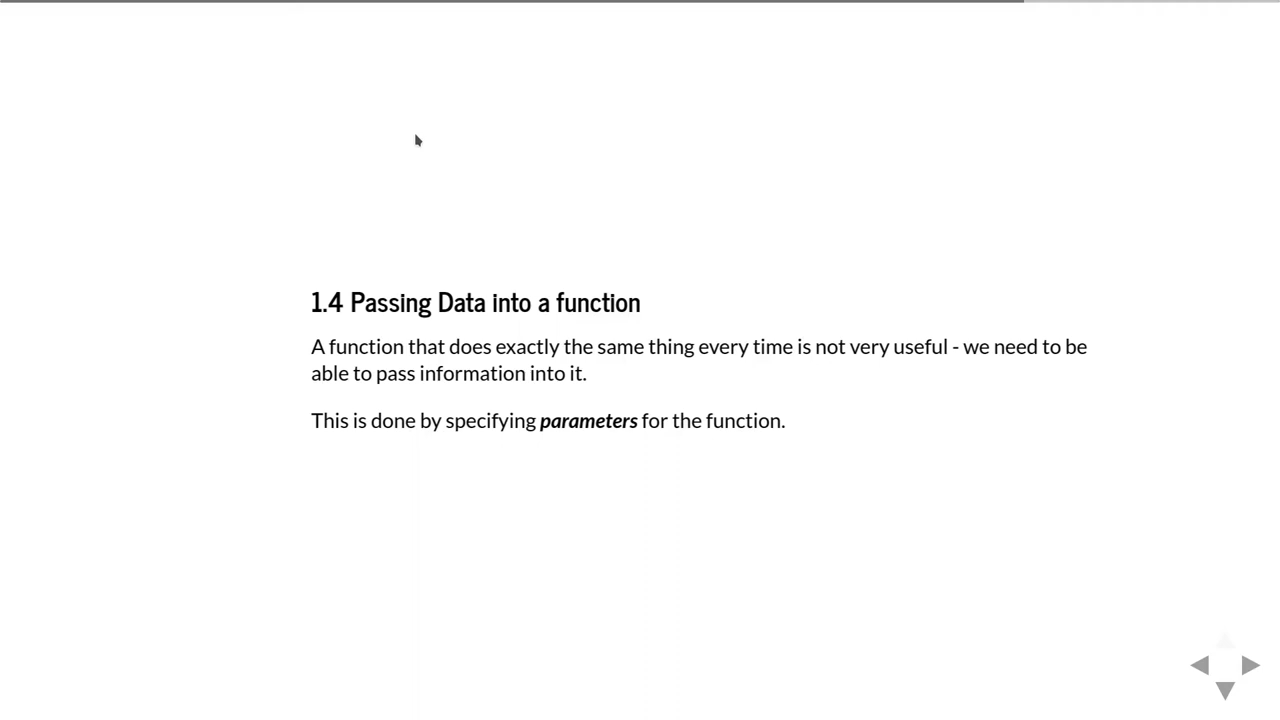 1.4 Passing Data into a function
A function that does exactly the same thing every time is not very useful - we need to be
able to pass information into it.
This is done by specifying parameters for the function.